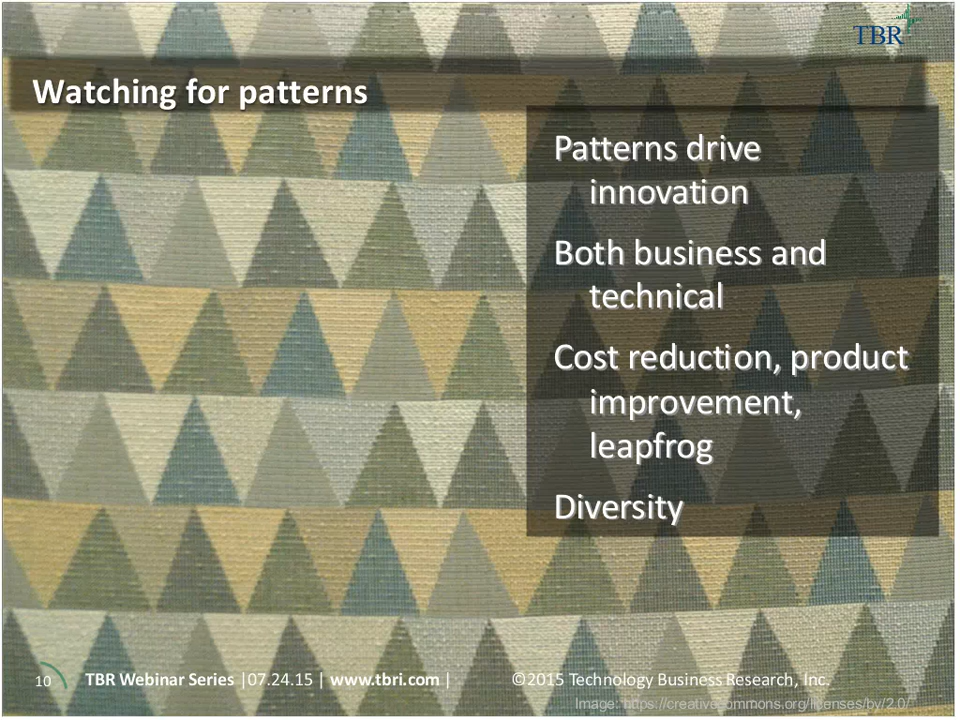 TBR
Watching for patterns
Patterns drive
innovation
Both business and
technical
Cost reduction, product
improvement,
leapfrog
Diversity
10
TBR Webinar Series |07.24.15 | www.tbri.com |
©2015 Technology Business Research, Inc.
Image: https://creativecommons.org/licenses/by/2.0/